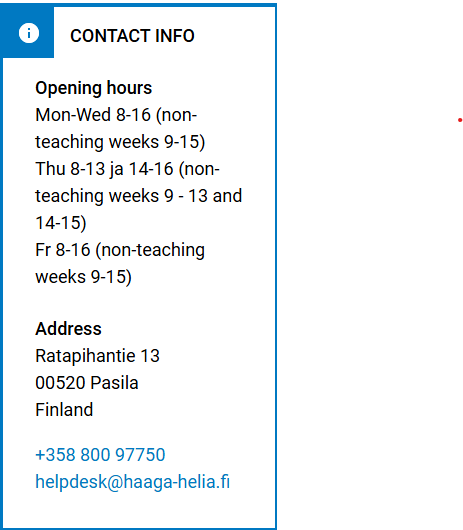 CONTACT INFO
Opening hours
Mon-Wed 8-16 (non-
teaching weeks 9-15)
Thu 8-13 ja 14-16 (non-
teaching weeks 9 - 13 and
14-15)
Fr 8-16 (non-teaching
weeks 9-15)
Address
Ratapihantie 13
00520 Pasila
Finland
+358 800 97750
helpdesk@haaga-helia.fi